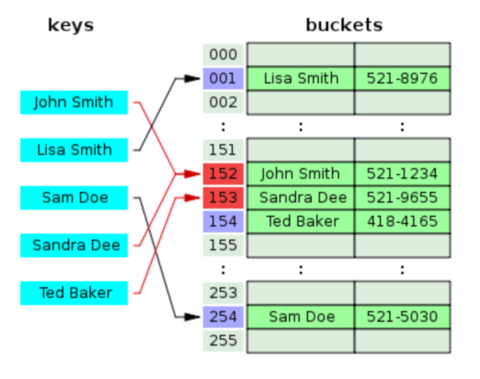 keys buckets
000
001 Lisa Smith 521-8976
John Smith 002
: : :
Lisa Smith 151
152 John Smith 521-1234
Sam Doe 153 Sandra Dee 521-9655
154 Ted Baker 418-4165
Sandra Dee 155
: : :
Ted Baker 253
254 Sam Doe 521-5030
255